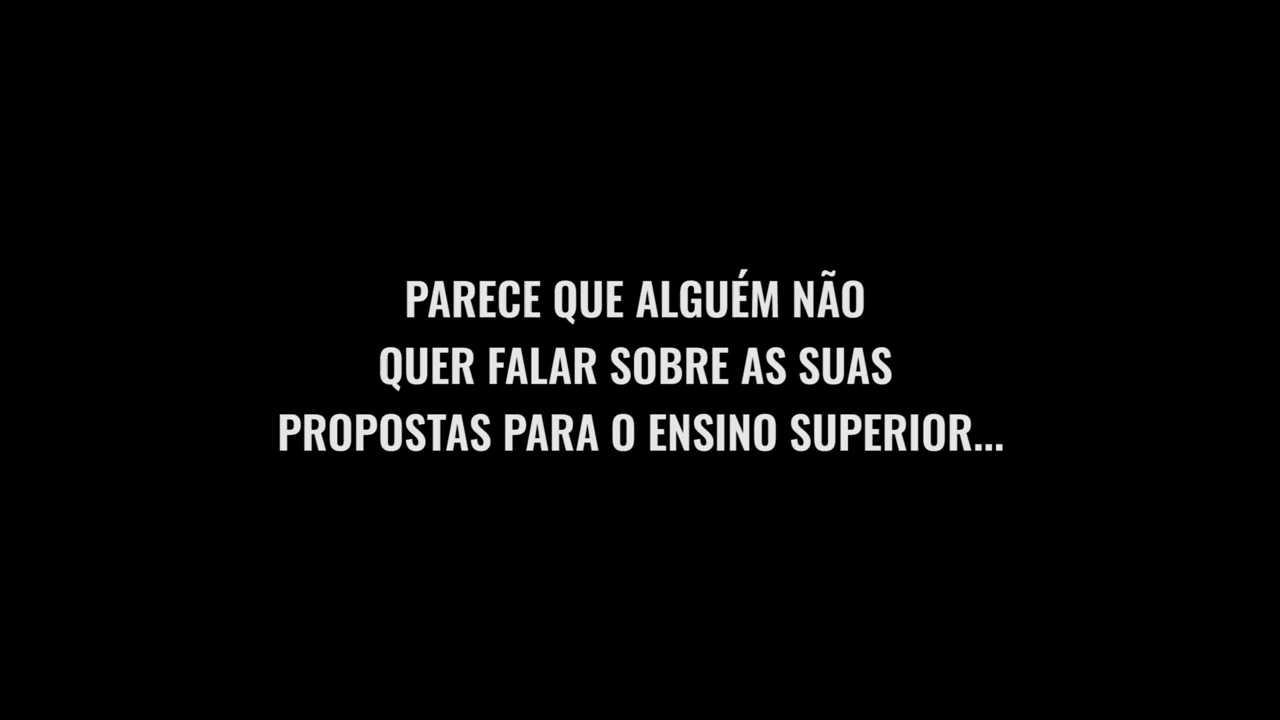 PARECE QUE ALGUÉM NÃO
QUER FALAR SOBRE AS SUAS
PROPOSTAS PARA O ENSINO SUPERIOR...